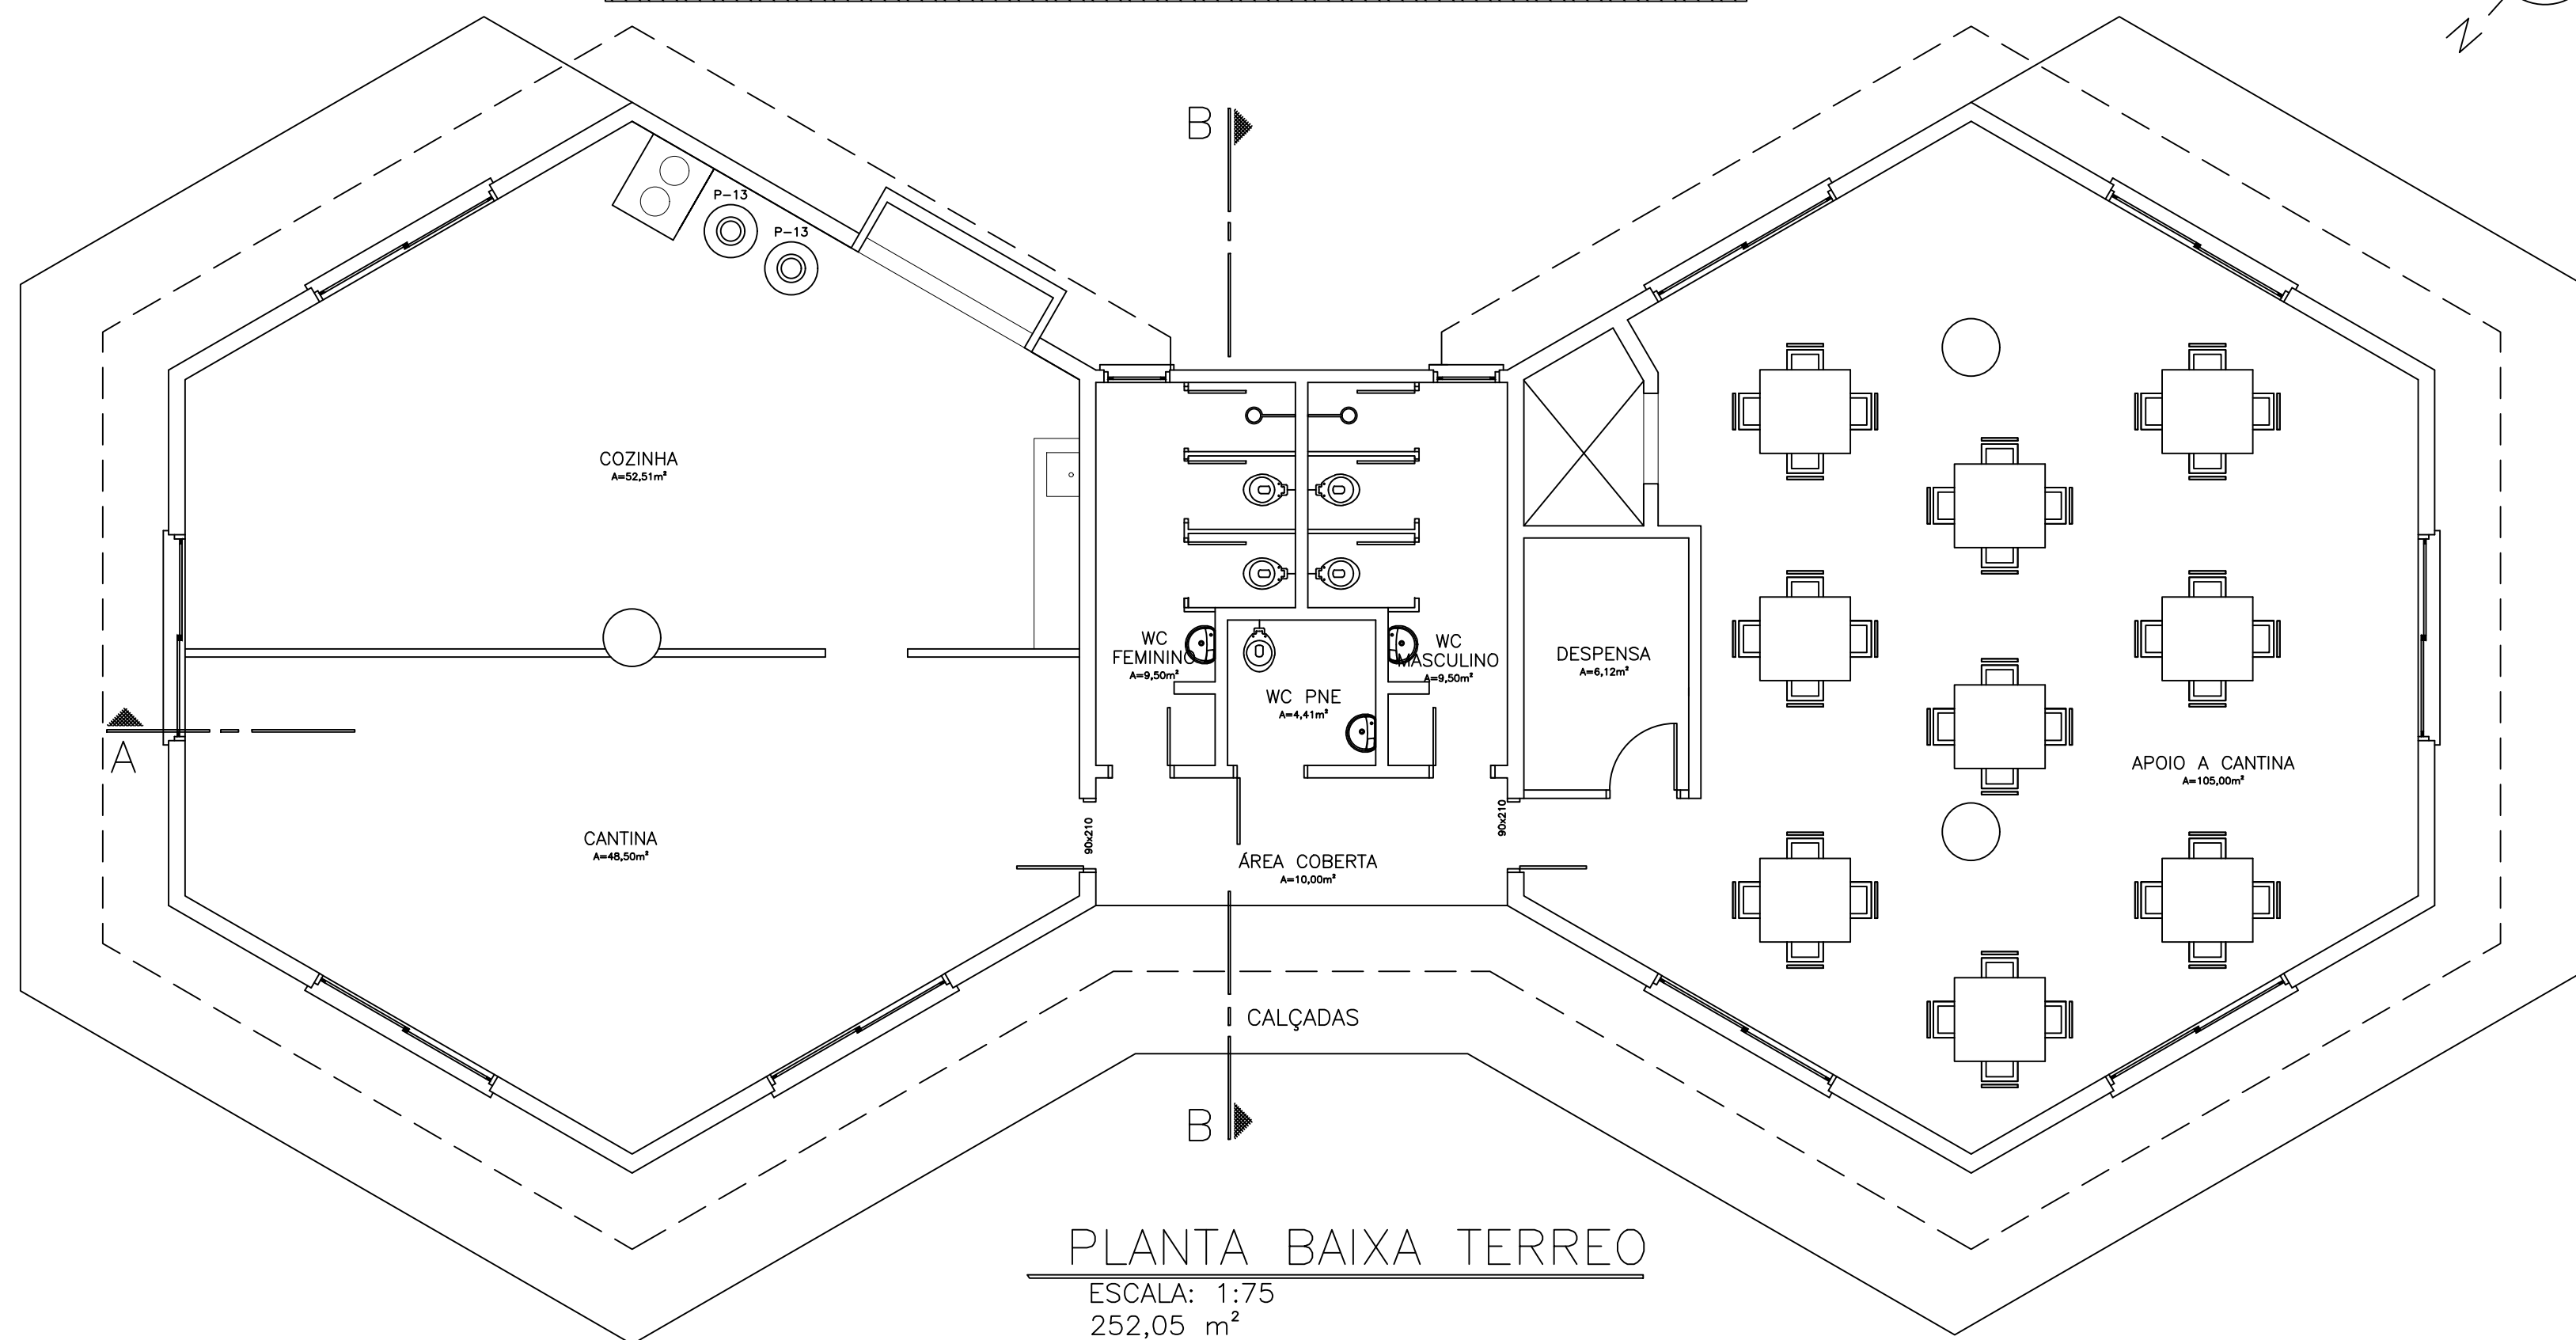 N
B
P-13
P-13
COZINHA
A=52,51m²
WC
FEMININO
A=9,50m²
WC
MASCULINO
A=9,50m²
DESPENSA
A=6,12m²
WC PNE
A=4,41m²
A
APOIO A CANTINA
A=105,00m²
90x210
90x210
CANTINA
A=48,50m²
ÁREA COBERTA
A=10,00m²
CALÇADAS
B
PLANTA BAIXA TERREO
ESCALA: 1:75
252,05 m²